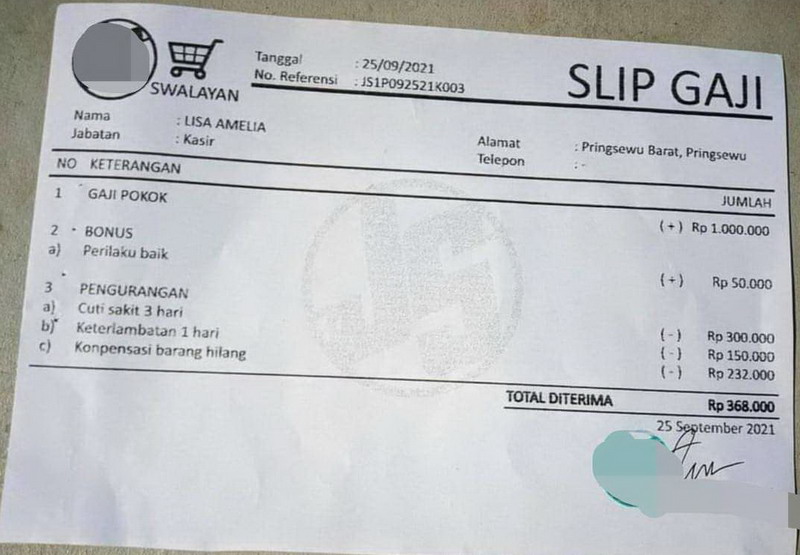 SWALAYAN
Tanggal : 25/09/2021
No. Referensi : JS1P092521K003
SLIP GAJI
Nama : LISA AMELIA
Jabatan : Kasir
Alamat : Pringsewu Barat, Pringsewu
Telepon : -
NO KETERANGAN JUMLAH
1 GAJI POKOK (+) Rp 1.000.000
2 BONUS
a) Perilaku baik (+) Rp 50.000
3 PENGURANGAN
a) Cuti sakit 3 hari (-) Rp 300.000
b) Keterlambatan 1 hari (-) Rp 150.000
c) Konpensasi barang hilang (-) Rp 232.000
TOTAL DITERIMA Rp 368.000
25 September 2021
JS